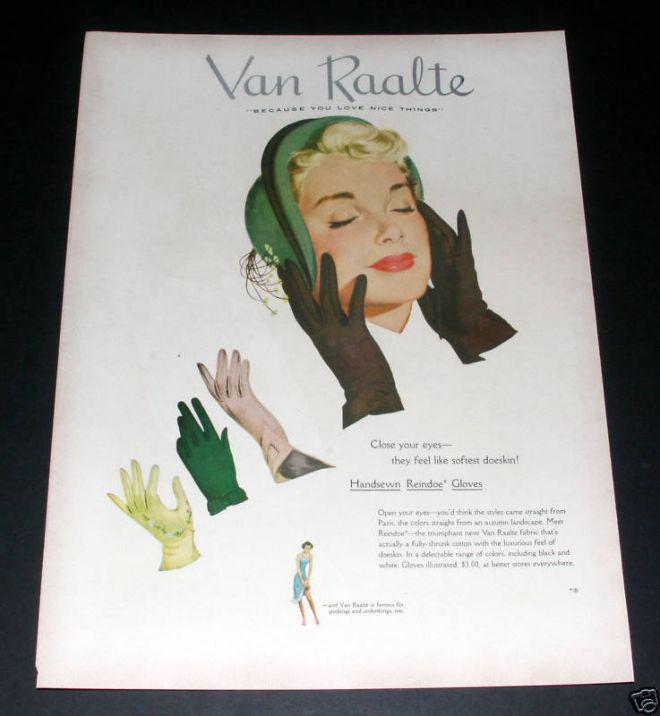 Van Raalte
"BECAUSE YOU LOVE NICE THINGS"
Close your eyes—
they feel like softest doeskin!
Handsewn Reindoe* Gloves
Open your eyes—you'd think the styles came straight from
Paris, the colors straight from an autumn landscape. Meet
Reindoe*—the triumphant new Van Raalte fabric that's
actually a fully-shrunk cotton with the luxurious feel of
doeskin. In a delectable range of colors, including black and
white. Gloves illustrated, $3.00, at better stores everywhere.
*®
—and Van Raalte is famous for
stockings and underthings, too.